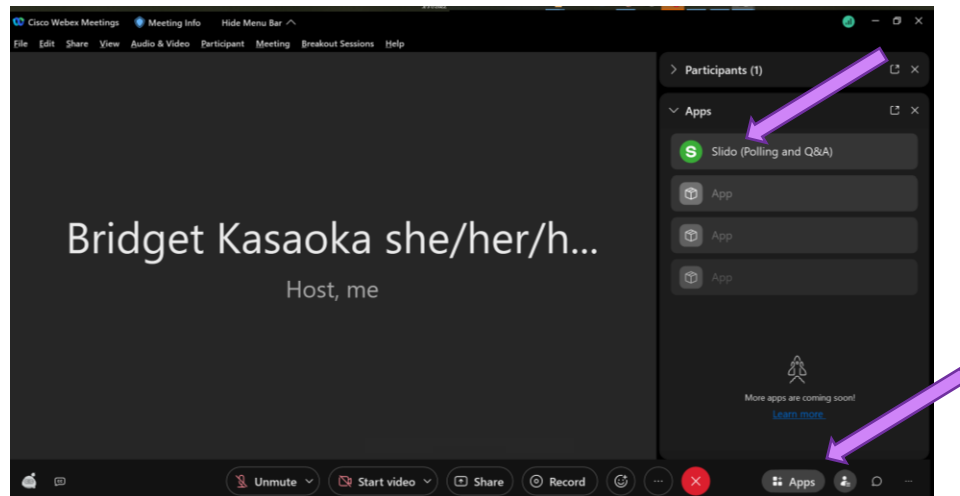 Cisco Webex Meetings Meeting Info Hide Menu Bar
File Edit Share View Audio & Video Participant Meeting Breakout Sessions Help
Participants (1)
Apps
S Slido (Polling and Q&A)
App
App
App
Bridget Kasaoka she/her/h...
Host, me
More apps are coming soon!
Learn more
Unmute Start video Share Record ... Apps ...